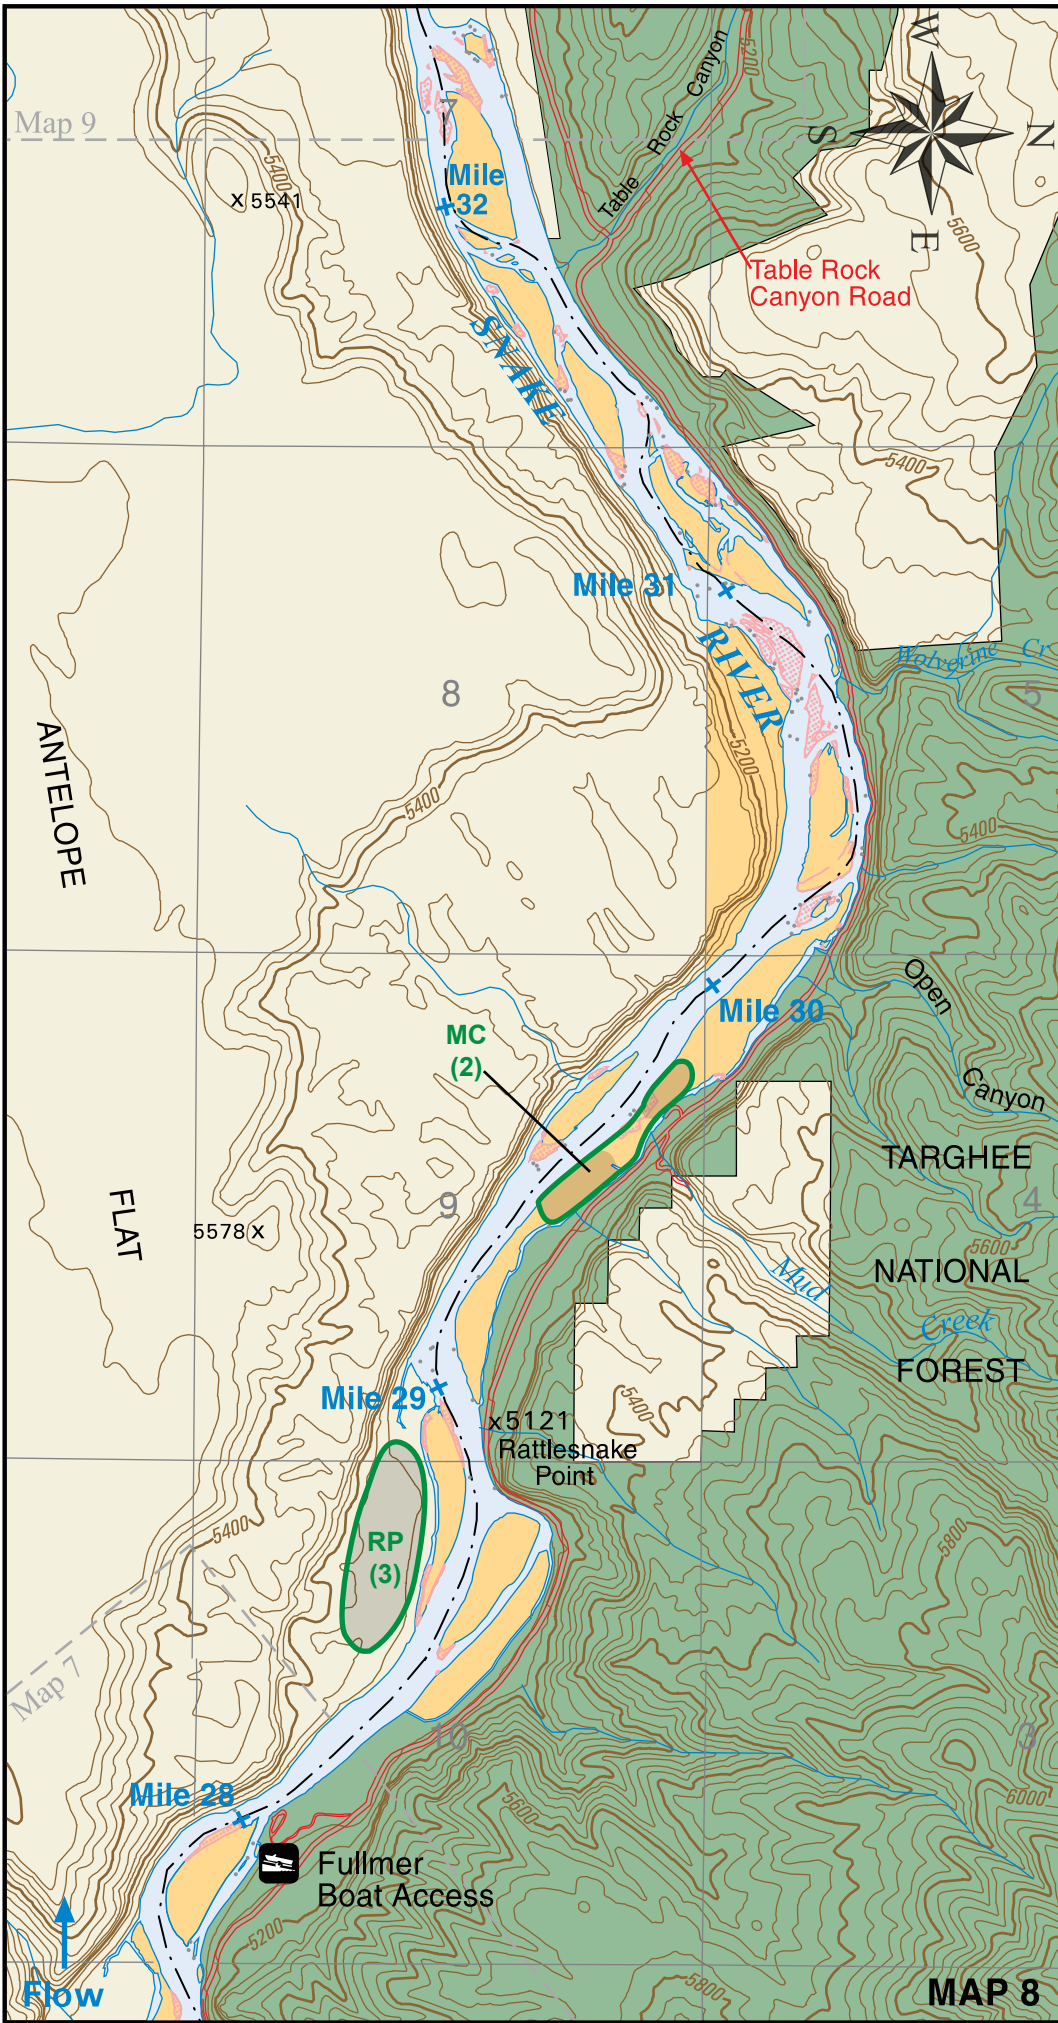 W
N
S
E
7
Map 9
5400
x 5541
Mile
32
Table Rock Canyon
5200
5600
Table Rock
Canyon Road
SNAKE
5400
Mile 31
RIVER
Wolverine Cr
8
5
5200
ANTELOPE
5400
5400
Open
Canyon
Mile 30
MC
(2)
TARGHEE
9
4
FLAT
5578 x
5600
NATIONAL
Mud
Creek
FOREST
Mile 29
5400
x5121
Rattlesnake
Point
5400
RP
(3)
5800
Map 7
10
3
Mile 28
5600
6000
Fullmer
Boat Access
5200
5800
Flow
MAP 8